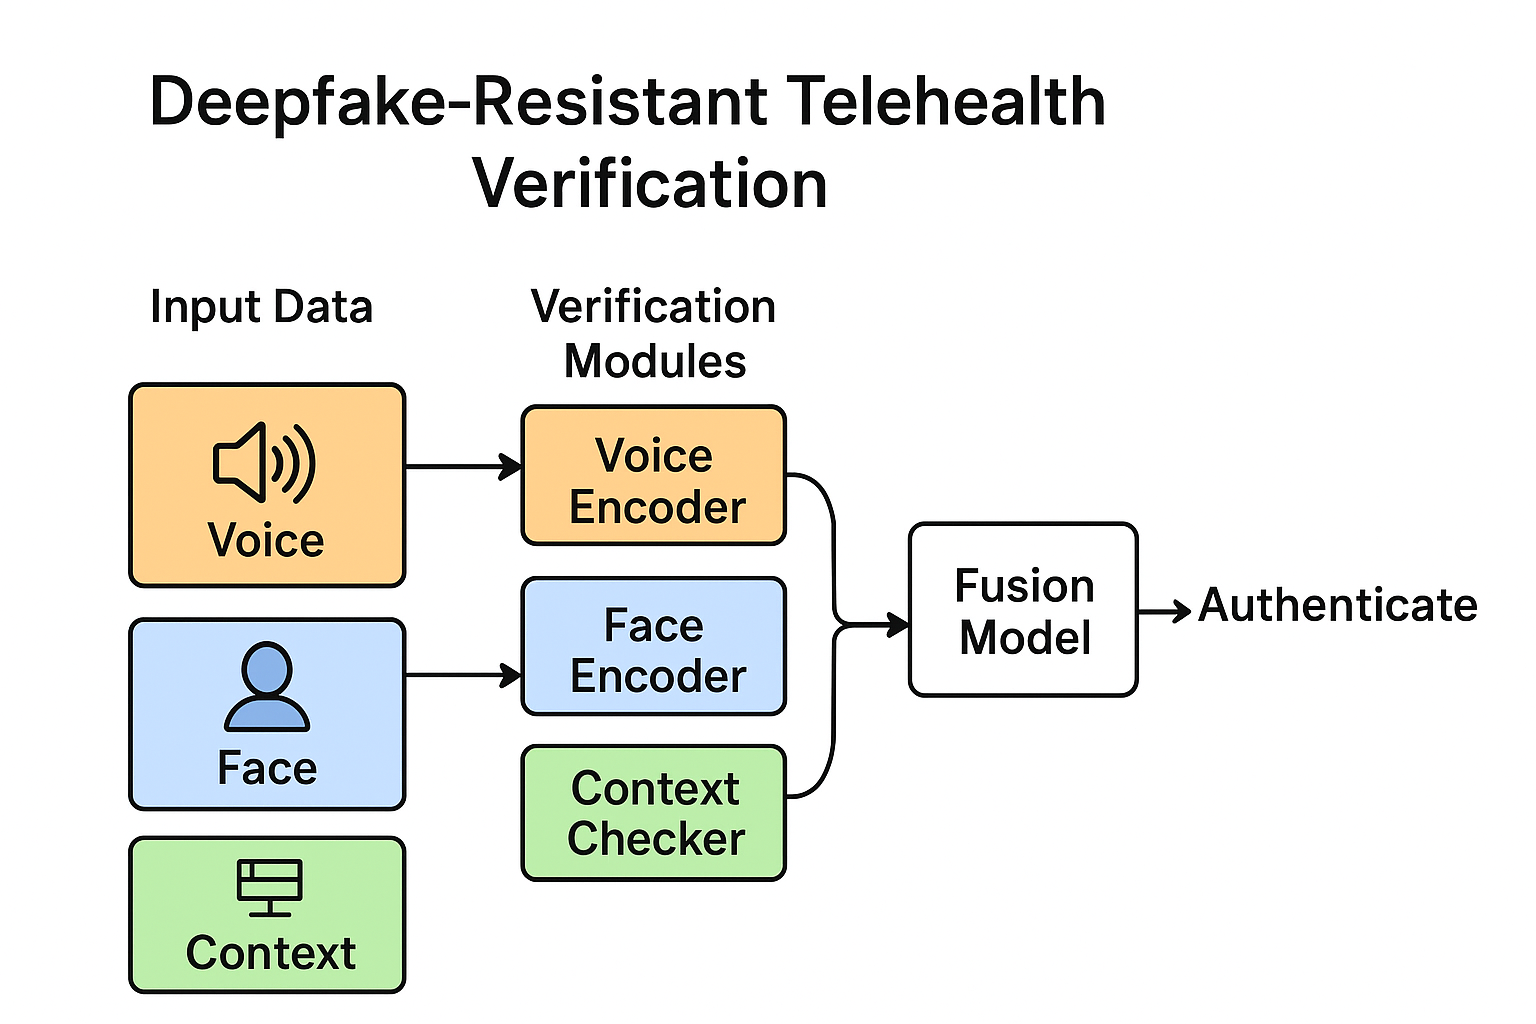 Deepfake-Resistant Telehealth
Verification
Input Data
Verification
Modules
Voice
Face
Context
Voice
Encoder
Face
Encoder
Context
Checker
Fusion
Model
Authenticate